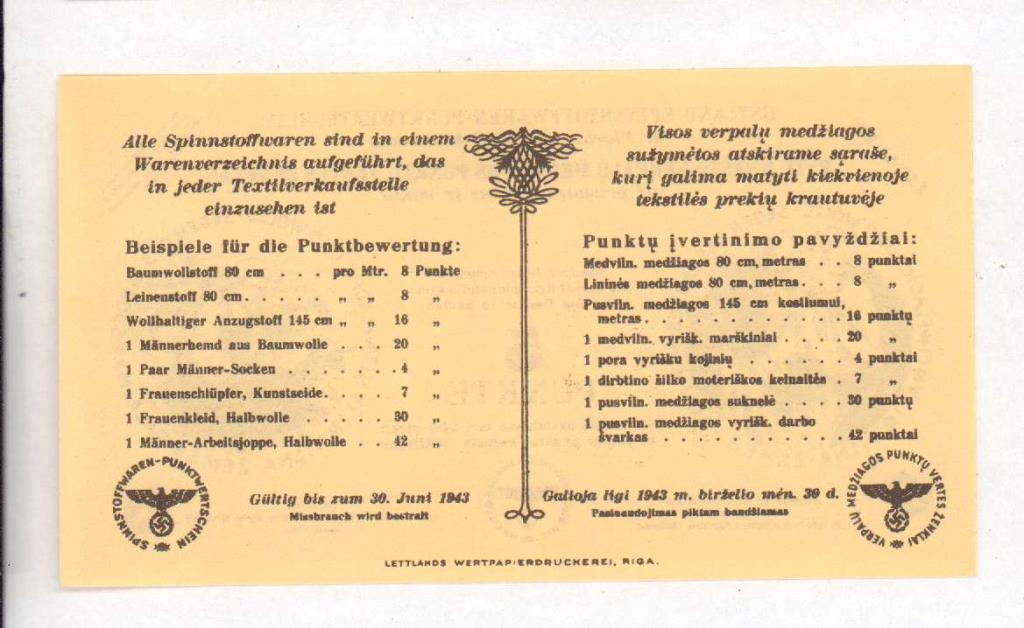 Alle Spinnstoffwaren sind in einem
Warenverzeichnis aufgeführt, das
in jeder Textilverkaufsstelle
einzusehen ist
Beispiele für die Punktbewertung:
Baumwollstoff 80 cm . . . pro Mtr. 8 Punkte
Leinenstoff 80 cm. . . . . „ „ 8 „
Wollhaltiger Anzugstoff 145 cm „ „ 16 „
1 Männerhemd aus Baumwolle . . . 20 „
1 Paar Männer-Socken . . . . . . . 4 „
1 Frauenschlüpfer, Kunstseide. . . . 7 „
1 Frauenkleid, Halbwolle . . . . . 30 „
1 Männer-Arbeitsjoppe, Halbwolle . . 42 „
SPINNSTOFFWAREN-PUNKTWERTSCHEIN
Gültig bis zum 30. Juni 1943
Missbrauch wird bestraft
Visos verpalų medžiagos
sužymėtos atskirame sąraše,
kurį galima matyti kiekvienoje
tekstilės prekių krautuvėje
Punktų įvertinimo pavyždžiai:
Medviln. medžiagos 80 cm, metras . . 8 punktai
Lininės medžiagos 80 cm, metras. . . 8 „
Pusviln. medžiagos 145 cm kostiumui,
metras. . . . . . . . . . . . 16 punktų
1 medviln. vyrišk. marškiniai . . . . 20 „
1 pora vyrišku kojinių . . . . . . 4 punktai
1 dirbtino šilko moteriškos kelnaitės . 7 „
1 pusviln. medžiagos suknelė . . . . 30 punktų
1 pusviln. medžiagos vyrišk. darbo
švarkas . . . . . . . . . . . 42 punktai
Galioja ligi 1943 m. birželio mėn. 30 d.
Pasinaudojimas piktam baudžiamas
VERPALŲ MEDŽIAGOS PUNKTŲ VERTĖS ŽENKLAI
LETTLANDS WERTPAPIERDRUCKEREI, RIGA.